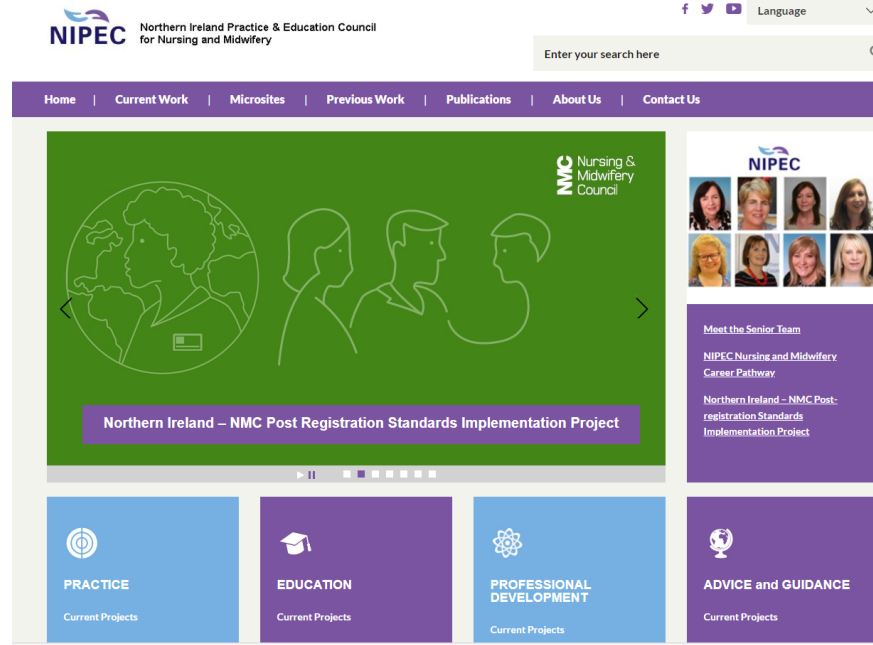 NIPEC
Northern Ireland Practice & Education Council
for Nursing and Midwifery
Language
Enter your search here
Home | Current Work | Microsites | Previous Work | Publications | About Us | Contact Us
NMC
Nursing &
Midwifery
Council
Northern Ireland – NMC Post Registration Standards Implementation Project
NIPEC
Meet the Senior Team
NIPEC Nursing and Midwifery
Career Pathway
Northern Ireland – NMC Post-
registration Standards
Implementation Project
PRACTICE
Current Projects
EDUCATION
Current Projects
PROFESSIONAL
DEVELOPMENT
Current Projects
ADVICE and GUIDANCE
Current Projects